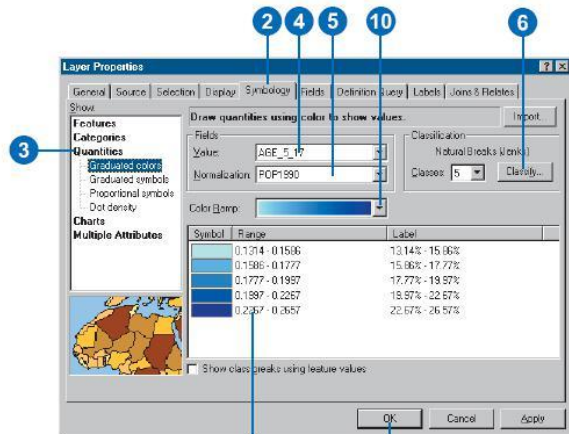 2 4 5 10 6
Layer Properties
General Source Selection Display Symbology Fields Definition Query Labels Joins & Relates
Show:
Features
Categories
Quantities
Graduated colors
Graduated symbols
Proportional symbols
Dot density
Charts
Multiple Attributes
3
Draw quantities using color to show values.
Import...
Fields
Value: AGE_5_17
Normalization: POP1990
Classification
Natural Breaks (Jenks)
Classes: 5 Classify...
Color Ramp:
Symbol Range Label
0.1314 - 0.1586 13.14% - 15.86%
0.1586 - 0.1777 15.86% - 17.77%
0.1777 - 0.1997 17.77% - 19.97%
0.1997 - 0.2267 19.97% - 22.67%
0.2267 - 0.2657 22.67% - 26.57%
Show class breaks using feature values
OK Cancel Apply